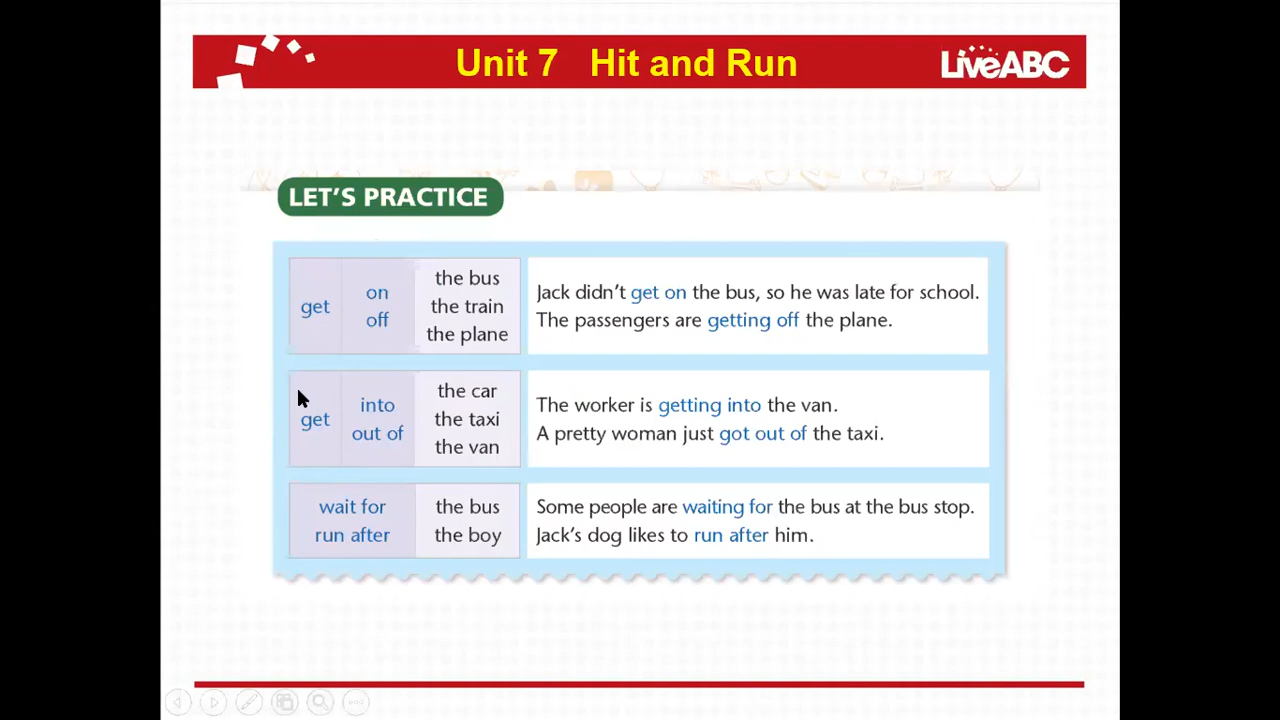 Unit 7 Hit and Run
LiveABC
LET'S PRACTICE
get
on
off
the bus
the train
the plane
Jack didn't get on the bus, so he was late for school.
The passengers are getting off the plane.
get
into
out of
the car
the taxi
the van
The worker is getting into the van.
A pretty woman just got out of the taxi.
wait for
run after
the bus
the boy
Some people are waiting for the bus at the bus stop.
Jack's dog likes to run after him.